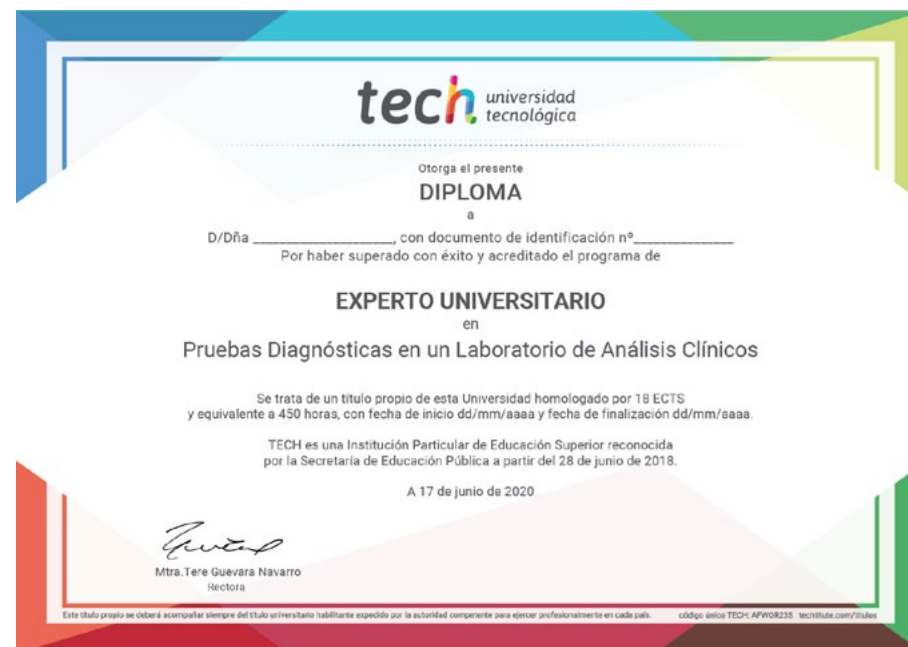 tech universidad
tecnológica
Otorga el presente
DIPLOMA
a
D/Dña ______________________, con documento de identificación nº_______________
Por haber superado con éxito y acreditado el programa de
EXPERTO UNIVERSITARIO
en
Pruebas Diagnósticas en un Laboratorio de Análisis Clínicos
Se trata de un título propio de esta Universidad homologado por 18 ECTS
y equivalente a 450 horas, con fecha de inicio dd/mm/aaaa y fecha de finalización dd/mm/aaaa.
TECH es una Institución Particular de Educación Superior reconocida
por la Secretaría de Educación Pública a partir del 28 de junio de 2018.
A 17 de junio de 2020
Mtra.Tere Guevara Navarro
Rectora
Este título propio se deberá acompañar siempre del título universitario habilitante expedido por la autoridad competente para ejercer profesionalmente en cada país. código único TECH: AFWOR235 techtitute.com/titulos